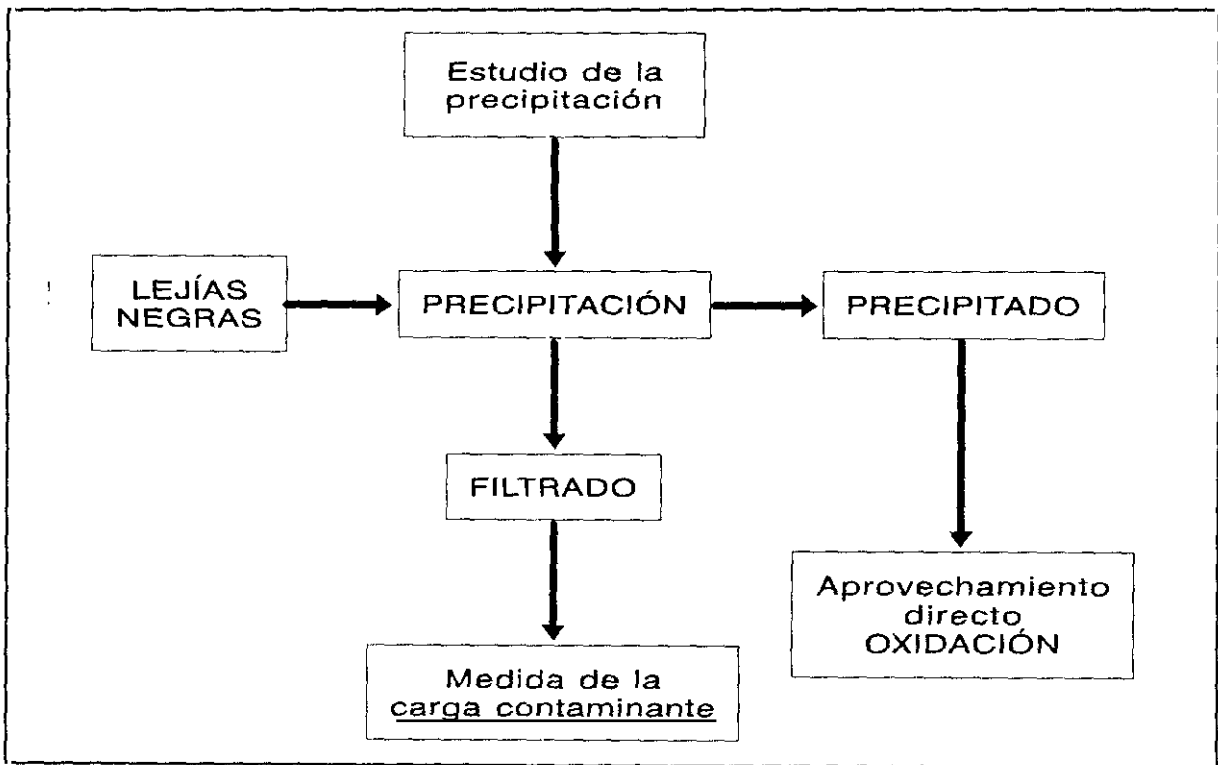 Estudio de la
precipitación
LEJÍAS
NEGRAS
PRECIPITACIÓN
PRECIPITADO
FILTRADO
Aprovechamiento
directo
OXIDACIÓN
Medida de la
carga contaminante